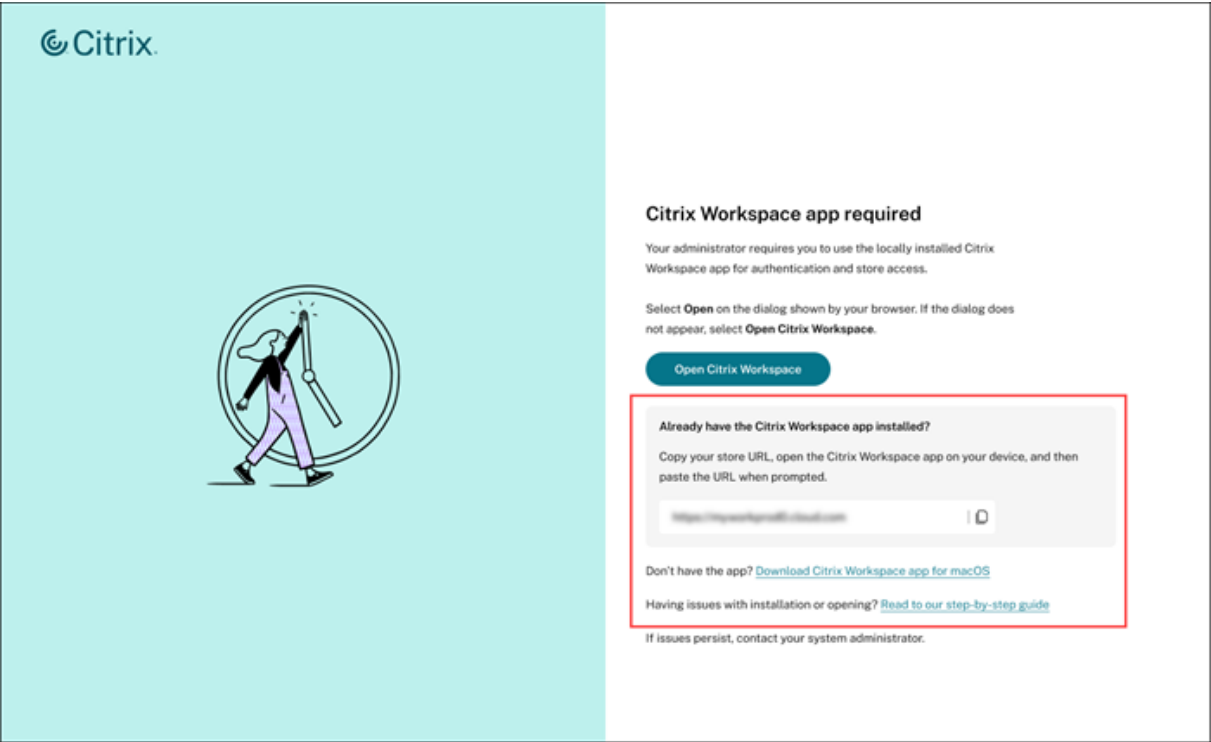 Citrix
Citrix Workspace app required
Your administrator requires you to use the locally installed Citrix
Workspace app for authentication and store access.
Select Open on the dialog shown by your browser. If the dialog does
not appear, select Open Citrix Workspace.
Open Citrix Workspace
Already have the Citrix Workspace app installed?
Copy your store URL, open the Citrix Workspace app on your device, and then
paste the URL when prompted.
Don't have the app? Download Citrix Workspace app for macOS
Having issues with installation or opening? Read to our step-by-step guide
If issues persist, contact your system administrator.